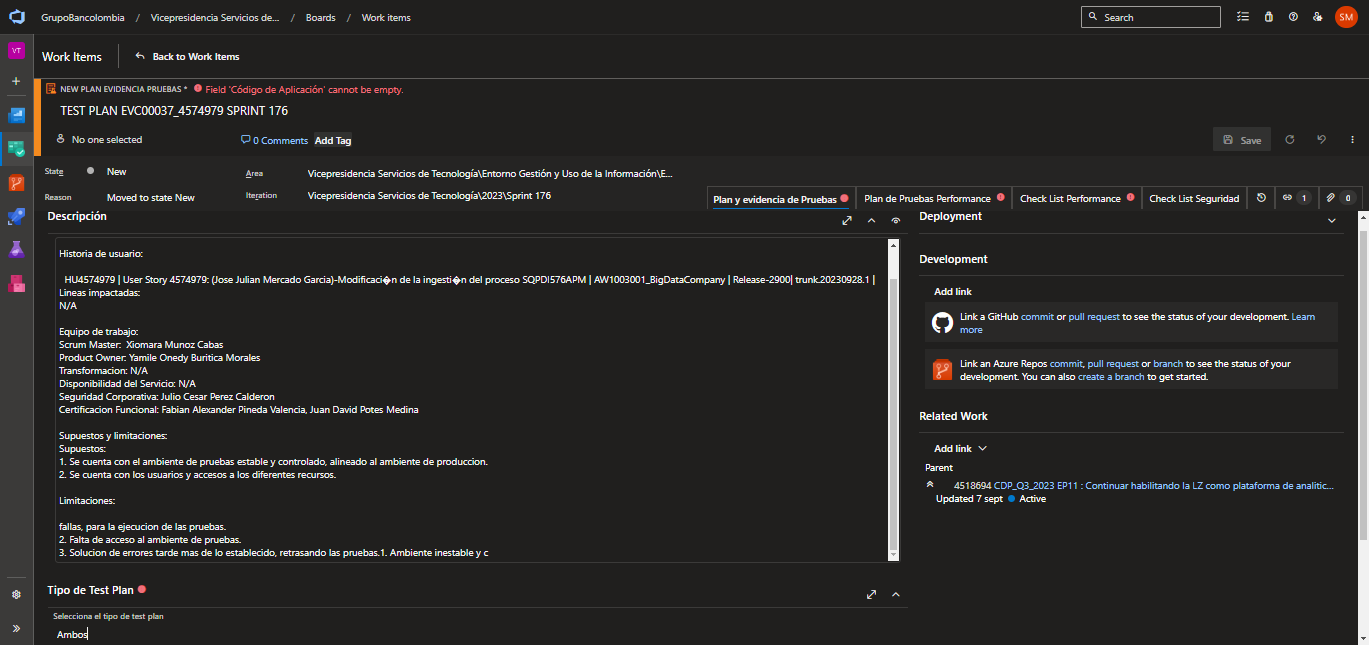 GrupoBancolombia / Vicepresidencia Servicios de... / Boards / Work items
Search
SM
VT
Work Items
Back to Work Items
NEW PLAN EVIDENCIA PRUEBAS * Field 'Código de Aplicación' cannot be empty.
TEST PLAN EVC00037_4574979 SPRINT 176
No one selected
0 Comments
Add Tag
Save
State
New
Area
Vicepresidencia Servicios de Tecnología\Entorno Gestión y Uso de la Información\E...
Reason
Moved to state New
Iteration
Vicepresidencia Servicios de Tecnología\2023\Sprint 176
Plan y evidencia de Pruebas
Plan de Pruebas Performance
Check List Performance
Check List Seguridad
1
0
Descripción
Historia de usuario:
HU4574979 | User Story 4574979: (Jose Julian Mercado Garcia)-Modificaci�n de la ingesti�n del proceso SQPDI576APM | AW1003001_BigDataCompany | Release-2900| trunk.20230928.1 |
Lineas impactadas:
N/A
Equipo de trabajo:
Scrum Master: Xiomara Munoz Cabas
Product Owner: Yamile Onedy Buritica Morales
Transformacion: N/A
Disponibilidad del Servicio: N/A
Seguridad Corporativa: Julio Cesar Perez Calderon
Certificacion Funcional: Fabian Alexander Pineda Valencia, Juan David Potes Medina
Supuestos y limitaciones:
Supuestos:
1. Se cuenta con el ambiente de pruebas estable y controlado, alineado al ambiente de produccion.
2. Se cuenta con los usuarios y accesos a los diferentes recursos.
Limitaciones:
fallas, para la ejecucion de las pruebas.
2. Falta de acceso al ambiente de pruebas.
3. Solucion de errores tarde mas de lo establecido, retrasando las pruebas.1. Ambiente inestable y c
Tipo de Test Plan
Selecciona el tipo de test plan
Ambos
Deployment
Development
Add link
Link a GitHub commit or pull request to see the status of your development. Learn
more
Link an Azure Repos commit, pull request or branch to see the status of your
development. You can also create a branch to get started.
Related Work
Add link
Parent
4518694 CDP_Q3_2023 EP11 : Continuar habilitando la LZ como plataforma de analitic...
Updated 7 sept Active